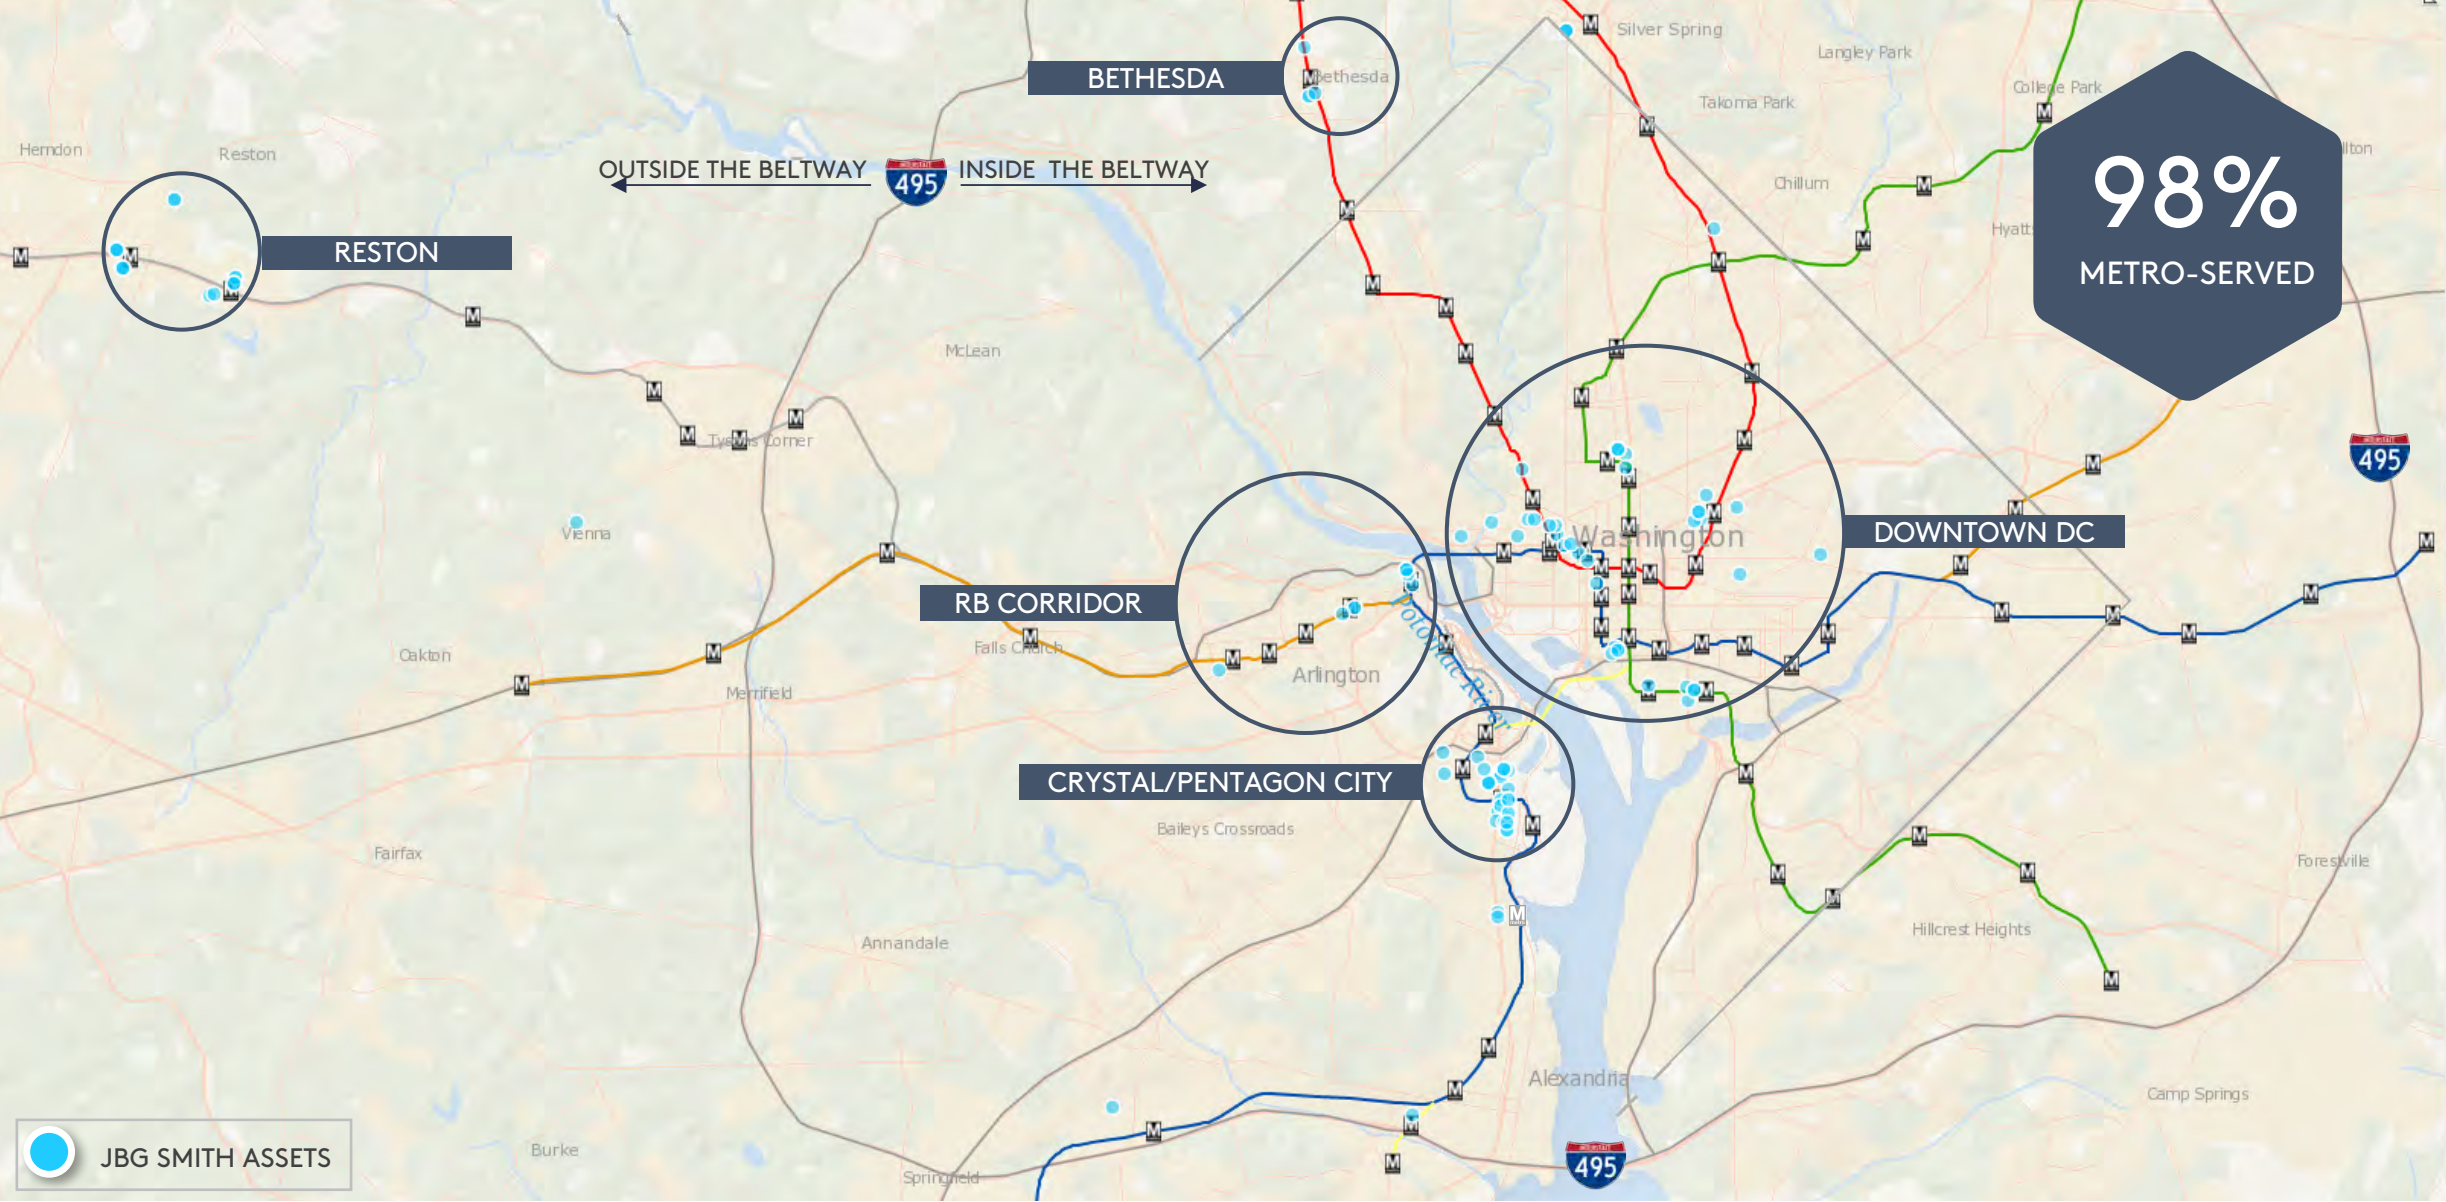 Silver Spring
Langley Park
BETHESDA
Bethesda
College Park
Takoma Park
Herndon
Reston
OUTSIDE THE BELTWAY
495
INSIDE THE BELTWAY
98%
METRO-SERVED
Chillum
RESTON
McLean
Tysons Corner
495
Vienna
Washington
DOWNTOWN DC
RB CORRIDOR
Potomac River
Falls Church
Oakton
Arlington
Merrifield
CRYSTAL/PENTAGON CITY
Baileys Crossroads
Fairfax
Forestville
Annandale
Hillcrest Heights
Alexandria
Camp Springs
Burke
JBG SMITH ASSETS
495
Springfield